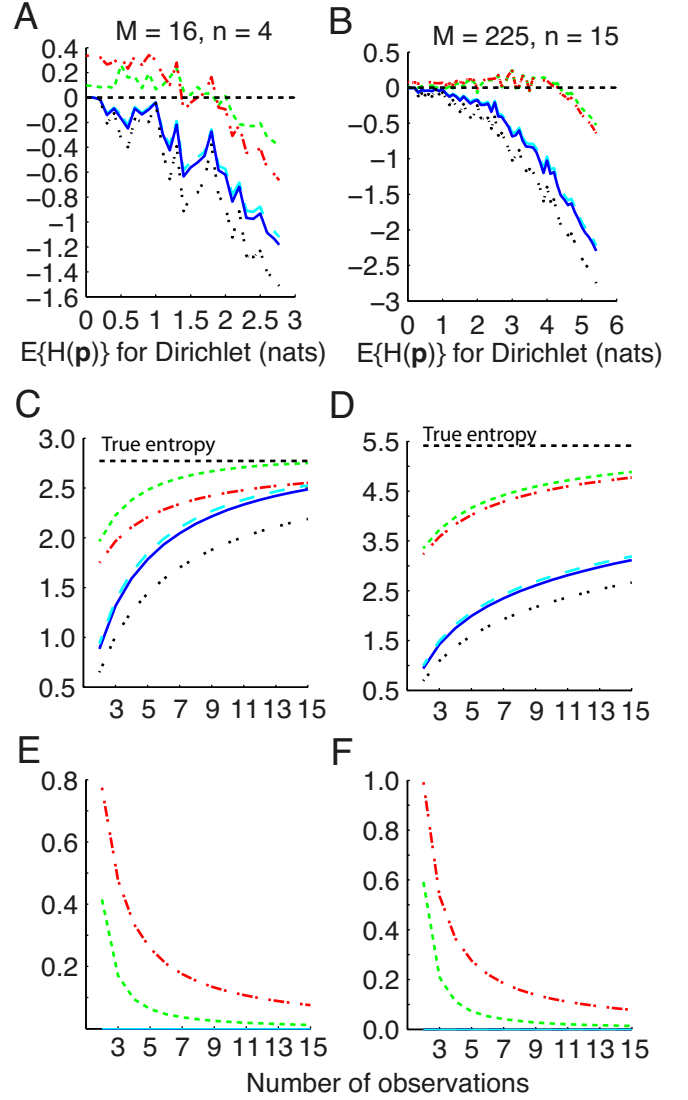 A
M = 16, n = 4
0.4
0.2
0
−0.2
−0.4
−0.6
−0.8
−1
−1.2
−1.4
−1.6
0 0.5 1 1.5 2 2.5 3
E{H(p)} for Dirichlet (nats)
B
M = 225, n = 15
0.5
0
−0.5
−1
−1.5
−2
−2.5
−3
0 1 2 3 4 5 6
E{H(p)} for Dirichlet (nats)
C
True entropy
3.0
2.5
2.0
1.5
1.0
0.5
3 5 7 9 11 13 15
D
True entropy
5.5
4.5
3.5
2.5
1.5
0.5
3 5 7 9 11 13 15
E
0.8
0.6
0.4
0.2
3 5 7 9 11 13 15
F
1.0
0.8
0.6
0.4
0.2
0.0
3 5 7 9 11 13 15
Number of observations